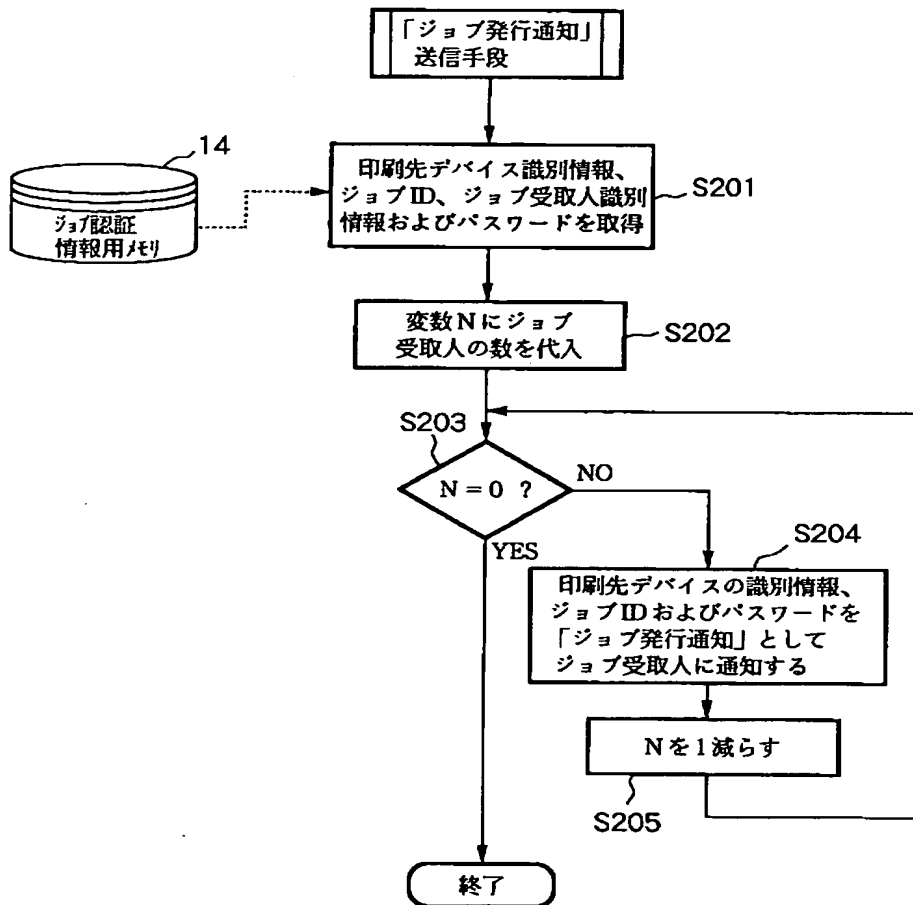 「ジョブ発行通知」
送信手段
14
ジョブ認証
情報用メモリ
印刷先デバイス識別情報、
ジョブID、ジョブ受取人識別
情報およびパスワードを取得
S201
変数Nにジョブ
受取人の数を代入
S202
S203
N=0 ?
NO
YES
S204
印刷先デバイスの識別情報、
ジョブIDおよびパスワードを
「ジョブ発行通知」として
ジョブ受取人に通知する
Nを1減らす
S205
終了